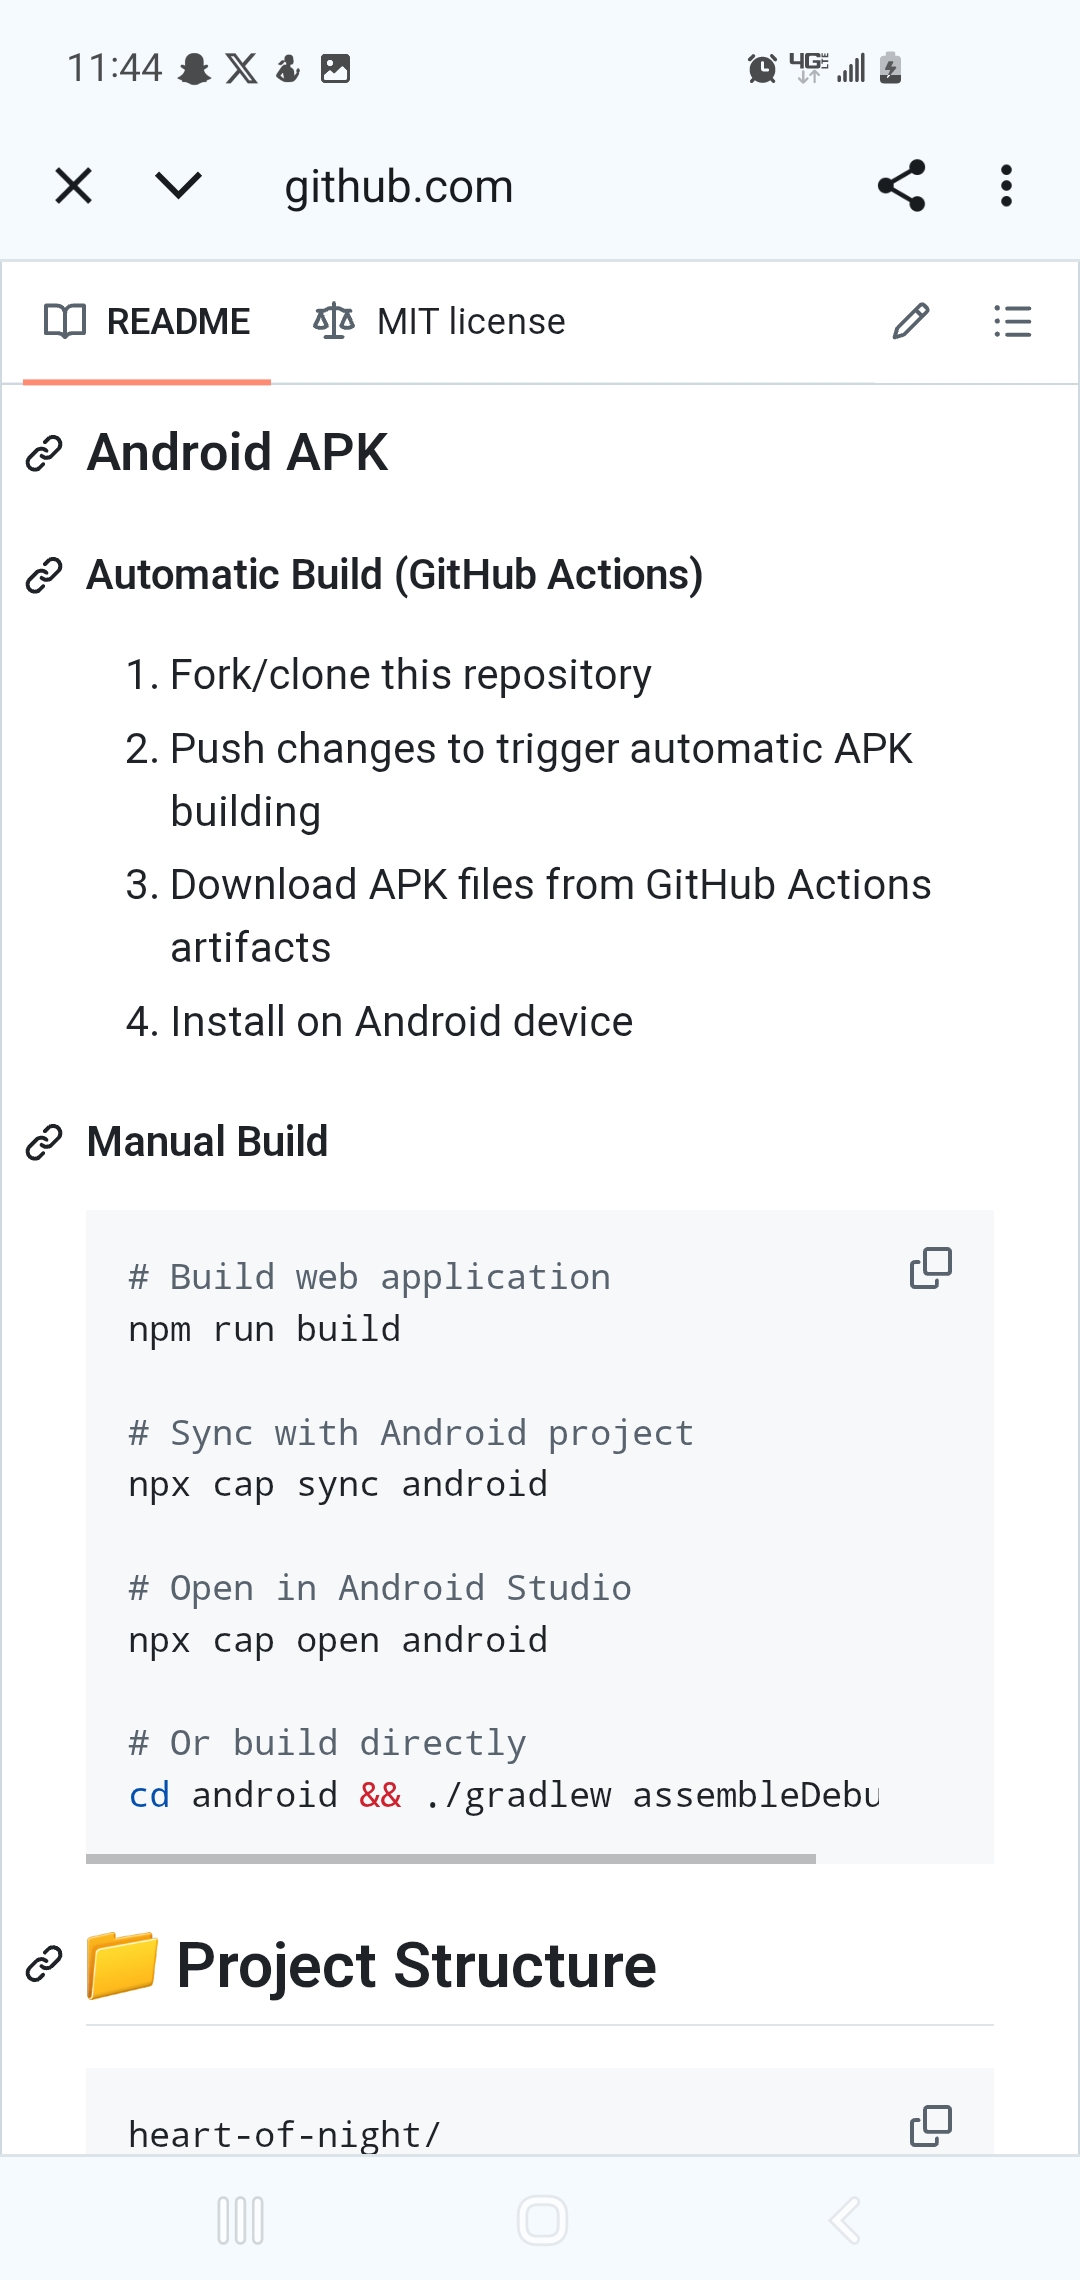 11:44
4G LTE
github.com
README
MIT license
Android APK
Automatic Build (GitHub Actions)
1. Fork/clone this repository
2. Push changes to trigger automatic APK
building
3. Download APK files from GitHub Actions
artifacts
4. Install on Android device
Manual Build
# Build web application
npm run build
# Sync with Android project
npx cap sync android
# Open in Android Studio
npx cap open android
# Or build directly
cd android && ./gradlew assembleDebu
Project Structure
heart-of-night/